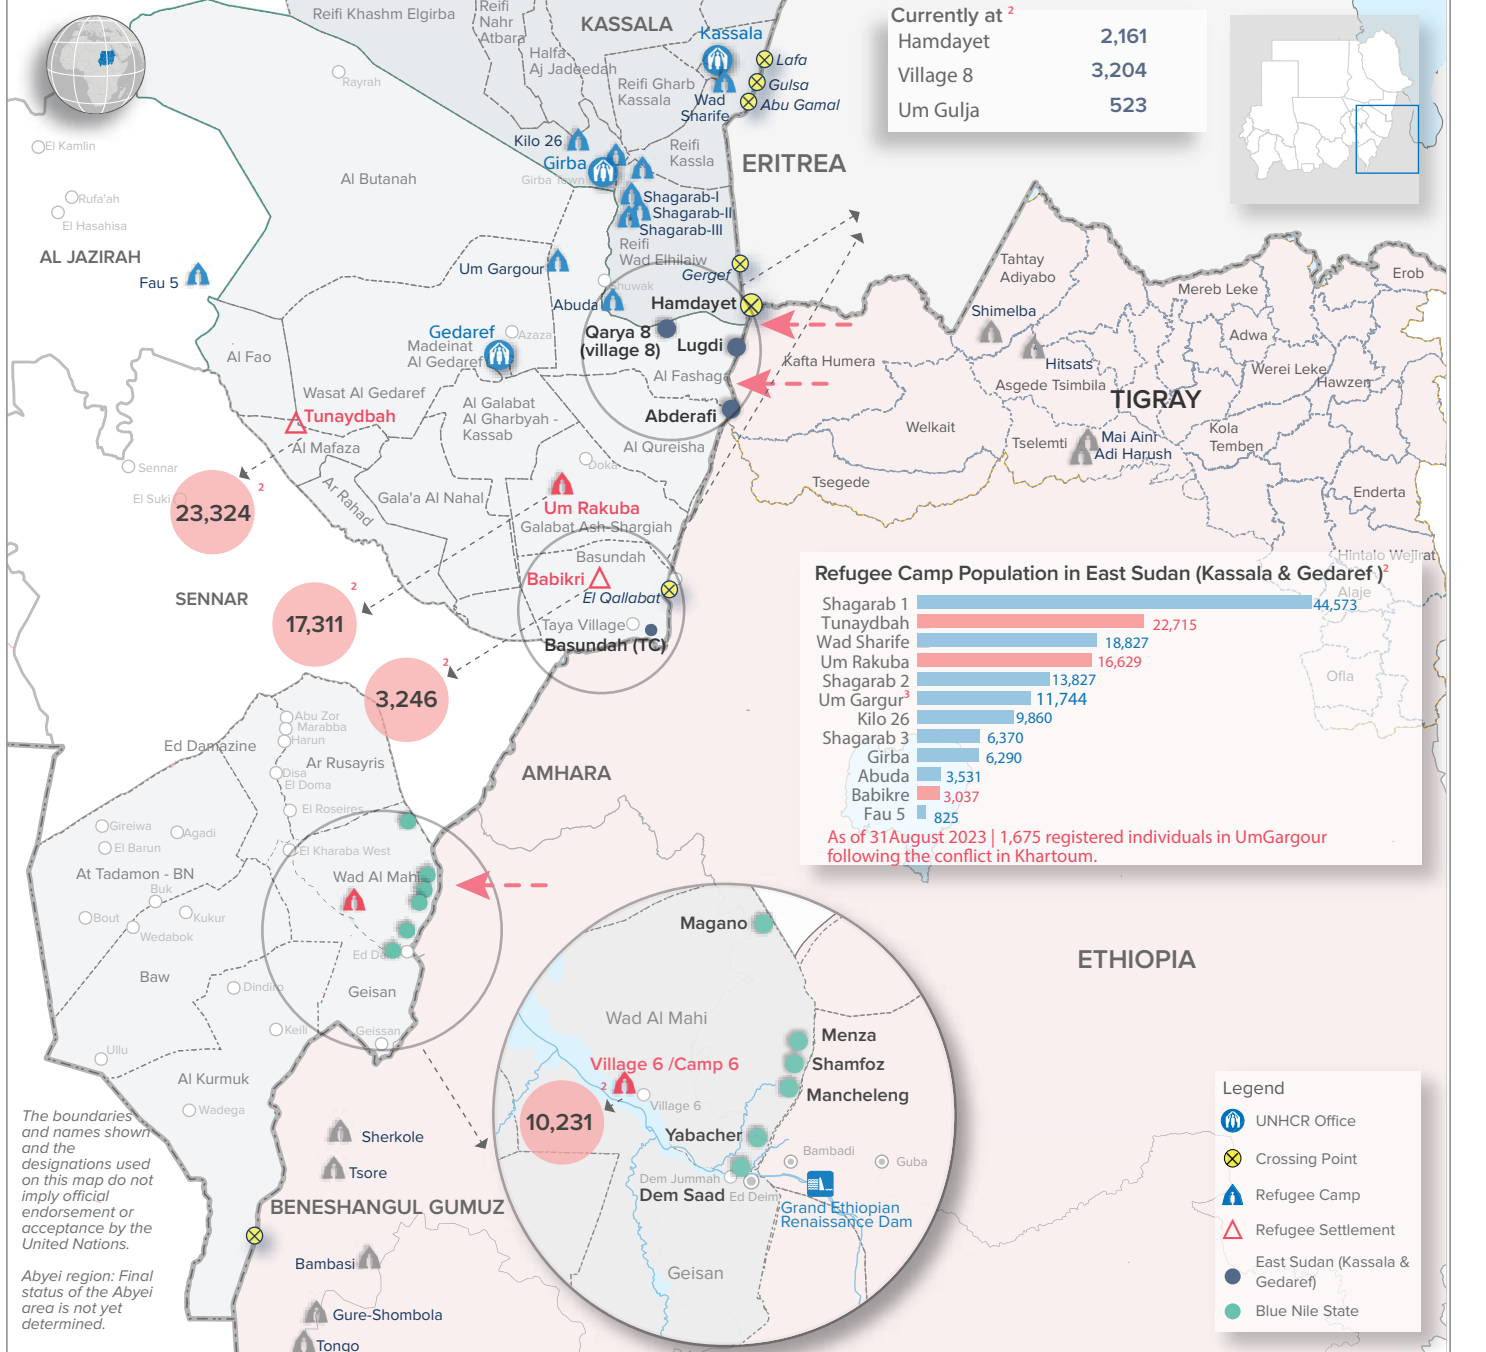 Reifi Khashm Elgirba
Reifi
Nahr
Atbara
KASSALA
Kassala
Halfa
Aj Jadeedah
Reifi Gharb
Kassala
Wad
Sharife
Lafa
Gulsa
Abu Gamal
Currently at 2
Hamdayet 2,161
Village 8 3,204
Um Gulja 523
Rayrah
El Kamlin
Kilo 26
Girba
Girba Town
Reifi
Kassla
ERITREA
Al Butanah
Rufa'ah
El Hasahisa
Shagarab-I
Shagarab-II
Shagarab-III
AL JAZIRAH
Fau 5
Um Gargour
Reifi
Wad Elhilaiw
Gergef
Shuwak
Abuda
Hamdayet
Tahtay
Adiyabo
Erob
Mereb Leke
Shimelba
Gedaref
Azaza
Madeinat
Al Gedaref
Qarya 8
(village 8)
Lugdi
Al Fao
Al Fashaga
Kafta Humera
Hitsats
Adwa
Werei Leke
Hawzen
Asgede Tsimbila
TIGRAY
Wasat Al Gedaref
Tunaydbah
Al Mafaza
Al Galabat
Al Gharbyah -
Kassab
Abderafi
Al Qureisha
Welkait
Tselemti
Mai Aini
Adi Harush
Kola
Temben
Sennar
El Suki
23,324
2
Doka
Ar Rahad
Gala'a Al Nahal
Um Rakuba
Galabat Ash-Shargiah
Tsegede
Enderta
Basundah
Babikri
El Qallabat
Taya Village
Basundah (TC)
SENNAR
17,311
2
3,246
2
Hintalo Wejirat
Alaje
Ofla
Refugee Camp Population in East Sudan (Kassala & Gedaref )2
Shagarab 1 44,573
Tunaydbah 22,715
Wad Sharife 18,827
Um Rakuba 16,629
Shagarab 2 13,827
Um Gargur3 11,744
Kilo 26 9,860
Shagarab 3 6,370
Girba 6,290
Abuda 3,531
Babikre 3,037
Fau 5 825
As of 31August 2023 | 1,675 registered individuals in UmGargour
following the conflict in Khartoum.
Abu Zor
Marabba
Harun
Ed Damazine
Ar Rusayris
Disa
El Doma
El Roseires
AMHARA
Gireiwa
Agadi
El Barun
El Kharaba West
At Tadamon - BN
Wad Al Mahi
Buk
Bout
Kukur
Wedabok
Ed De
Baw
Dindiro
Geisan
Keili
Geissan
Ullu
Al Kurmuk
Wadega
ETHIOPIA
Magano
Wad Al Mahi
Menza
Shamfoz
Mancheleng
Village 6 /Camp 6
2
Village 6
10,231
Yabacher
Bambadi
Guba
Dem Jummah
Dem Saad
Ed Deim
Grand Ethiopian
Renaissance Dam
Geisan
The boundaries
and names shown
and the
designations used
on this map do not
imply official
endorsement or
acceptance by the
United Nations.
Abyei region: Final
status of the Abyei
area is not yet
determined.
Sherkole
Tsore
BENESHANGUL GUMUZ
Bambasi
Gure-Shombola
Tongo
Legend
UNHCR Office
Crossing Point
Refugee Camp
Refugee Settlement
East Sudan (Kassala &
Gedaref)
Blue Nile State